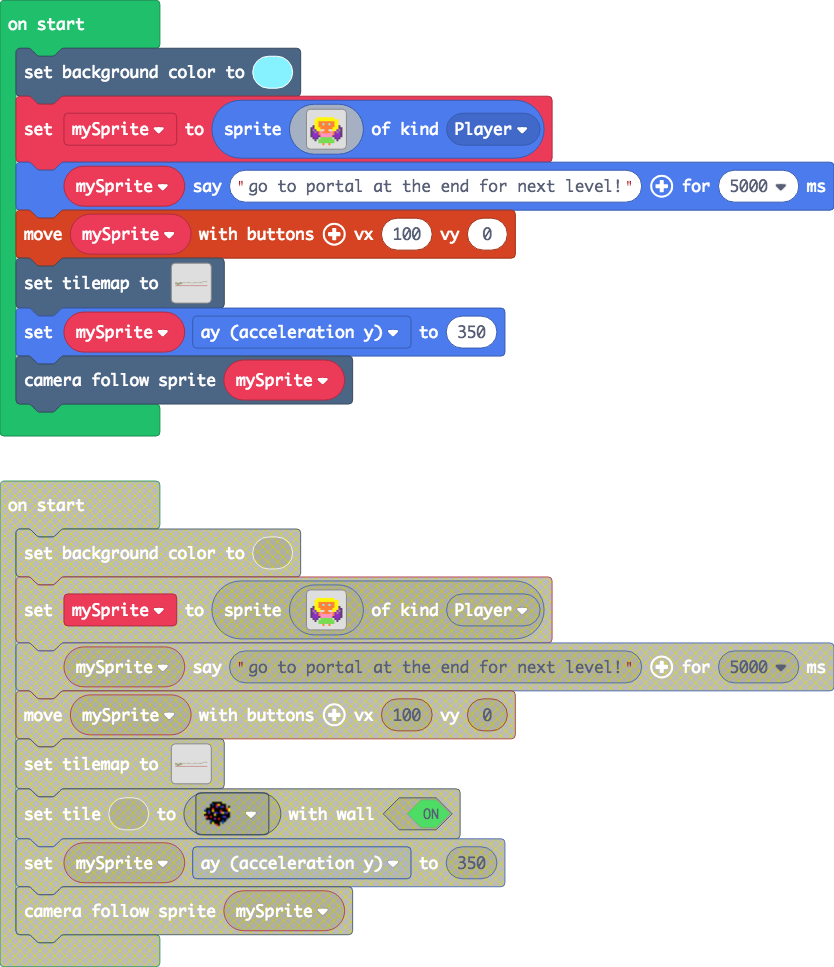 on start
set background color to
set mySprite to sprite of kind Player
mySprite say "go to portal at the end for next level!" for 5000 ms
move mySprite with buttons vx 100 vy 0
set tilemap to
set mySprite ay (acceleration y) to 350
camera follow sprite mySprite
on start
set background color to
set mySprite to sprite of kind Player
mySprite say "go to portal at the end for next level!" for 5000 ms
move mySprite with buttons vx 100 vy 0
set tilemap to
set tile to with wall ON
set mySprite ay (acceleration y) to 350
camera follow sprite mySprite